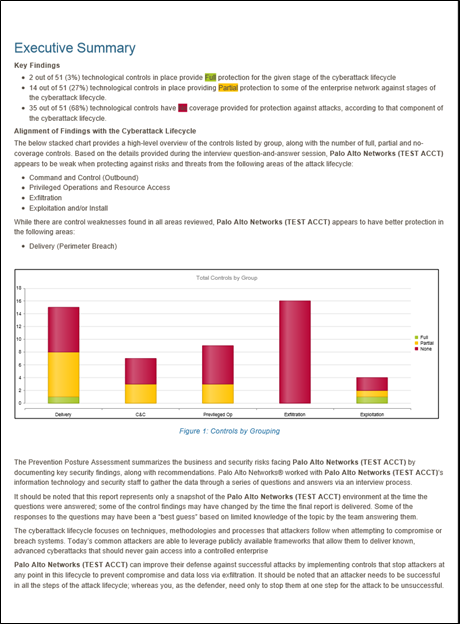 Executive Summary
Key Findings
• 2 out of 51 (3%) technological controls in place provide Full protection for the given stage of the cyberattack lifecycle
• 14 out of 51 (27%) technological controls in place providing Partial protection to some of the enterprise network against stages of
the cyberattack lifecycle.
• 35 out of 51 (68%) technological controls have coverage provided for protection against attacks, according to that component of
the cyberattack lifecycle.
Alignment of Findings with the Cyberattack Lifecycle
The below stacked chart provides a high-level overview of the controls listed by group, along with the number of full, partial and no-
coverage controls. Based on the details provided during the interview question-and-answer session, Palo Alto Networks (TEST ACCT)
appears to be weak when protecting against risks and threats from the following areas of the attack lifecycle:
• Command and Control (Outbound)
• Privileged Operations and Resource Access
• Exfiltration
• Exploitation and/or Install
While there are control weaknesses found in all areas reviewed, Palo Alto Networks (TEST ACCT) appears to have better protection in
the following areas:
• Delivery (Perimeter Breach)
Total Controls by Group
18
16
14
12
10
8
6
4
2
0
Full
Partial
None
Delivery C&C Privileged Op Exfiltration Exploitation
Figure 1: Controls by Grouping
The Prevention Posture Assessment summarizes the business and security risks facing Palo Alto Networks (TEST ACCT) by
documenting key security findings, along with recommendations. Palo Alto Networks® worked with Palo Alto Networks (TEST ACCT)'s
information technology and security staff to gather the data through a series of questions and answers via an interview process.
It should be noted that this report represents only a snapshot of the Palo Alto Networks (TEST ACCT) environment at the time the
questions were answered; some of the control findings may have changed by the time the final report is delivered. Some of the
responses to the questions may have been a "best guess" based on limited knowledge of the topic by the team answering them.
The cyberattack lifecycle focuses on techniques, methodologies and processes that attackers follow when attempting to compromise or
breach systems. Today's common attackers are able to leverage publicly available frameworks that allow them to deliver known,
advanced cyberattacks that should never gain access into a controlled enterprise
Palo Alto Networks (TEST ACCT) can improve their defense against successful attacks by implementing controls that stop attackers at
any point in this lifecycle to prevent compromise and data loss via exfiltration. It should be noted that an attacker needs to be successful
in all the steps of the attack lifecycle; whereas you, as the defender, need only to stop them at one step for the attack to be unsuccessful.